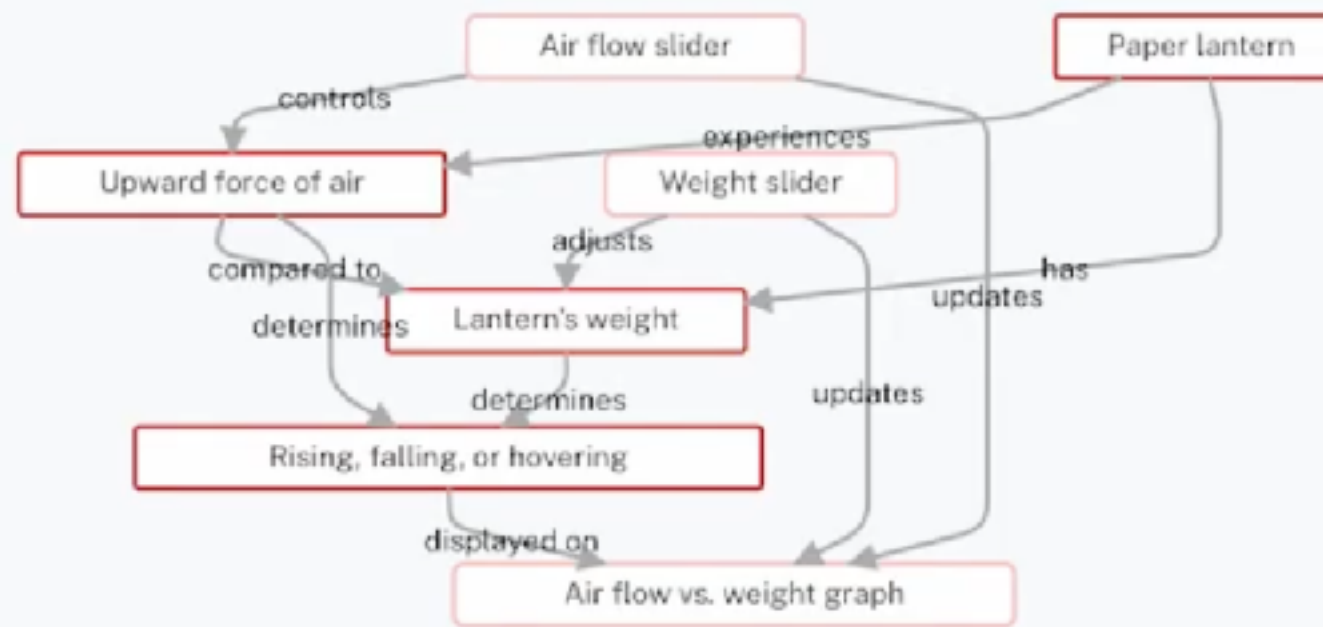 Air flow slider
Paper lantern
controls
experiences
Upward force of air
Weight slider
adjusts
compared to
has
updates
Lantern's weight
determines
updates
determines
Rising, falling, or hovering
displayed on
Air flow vs. weight graph